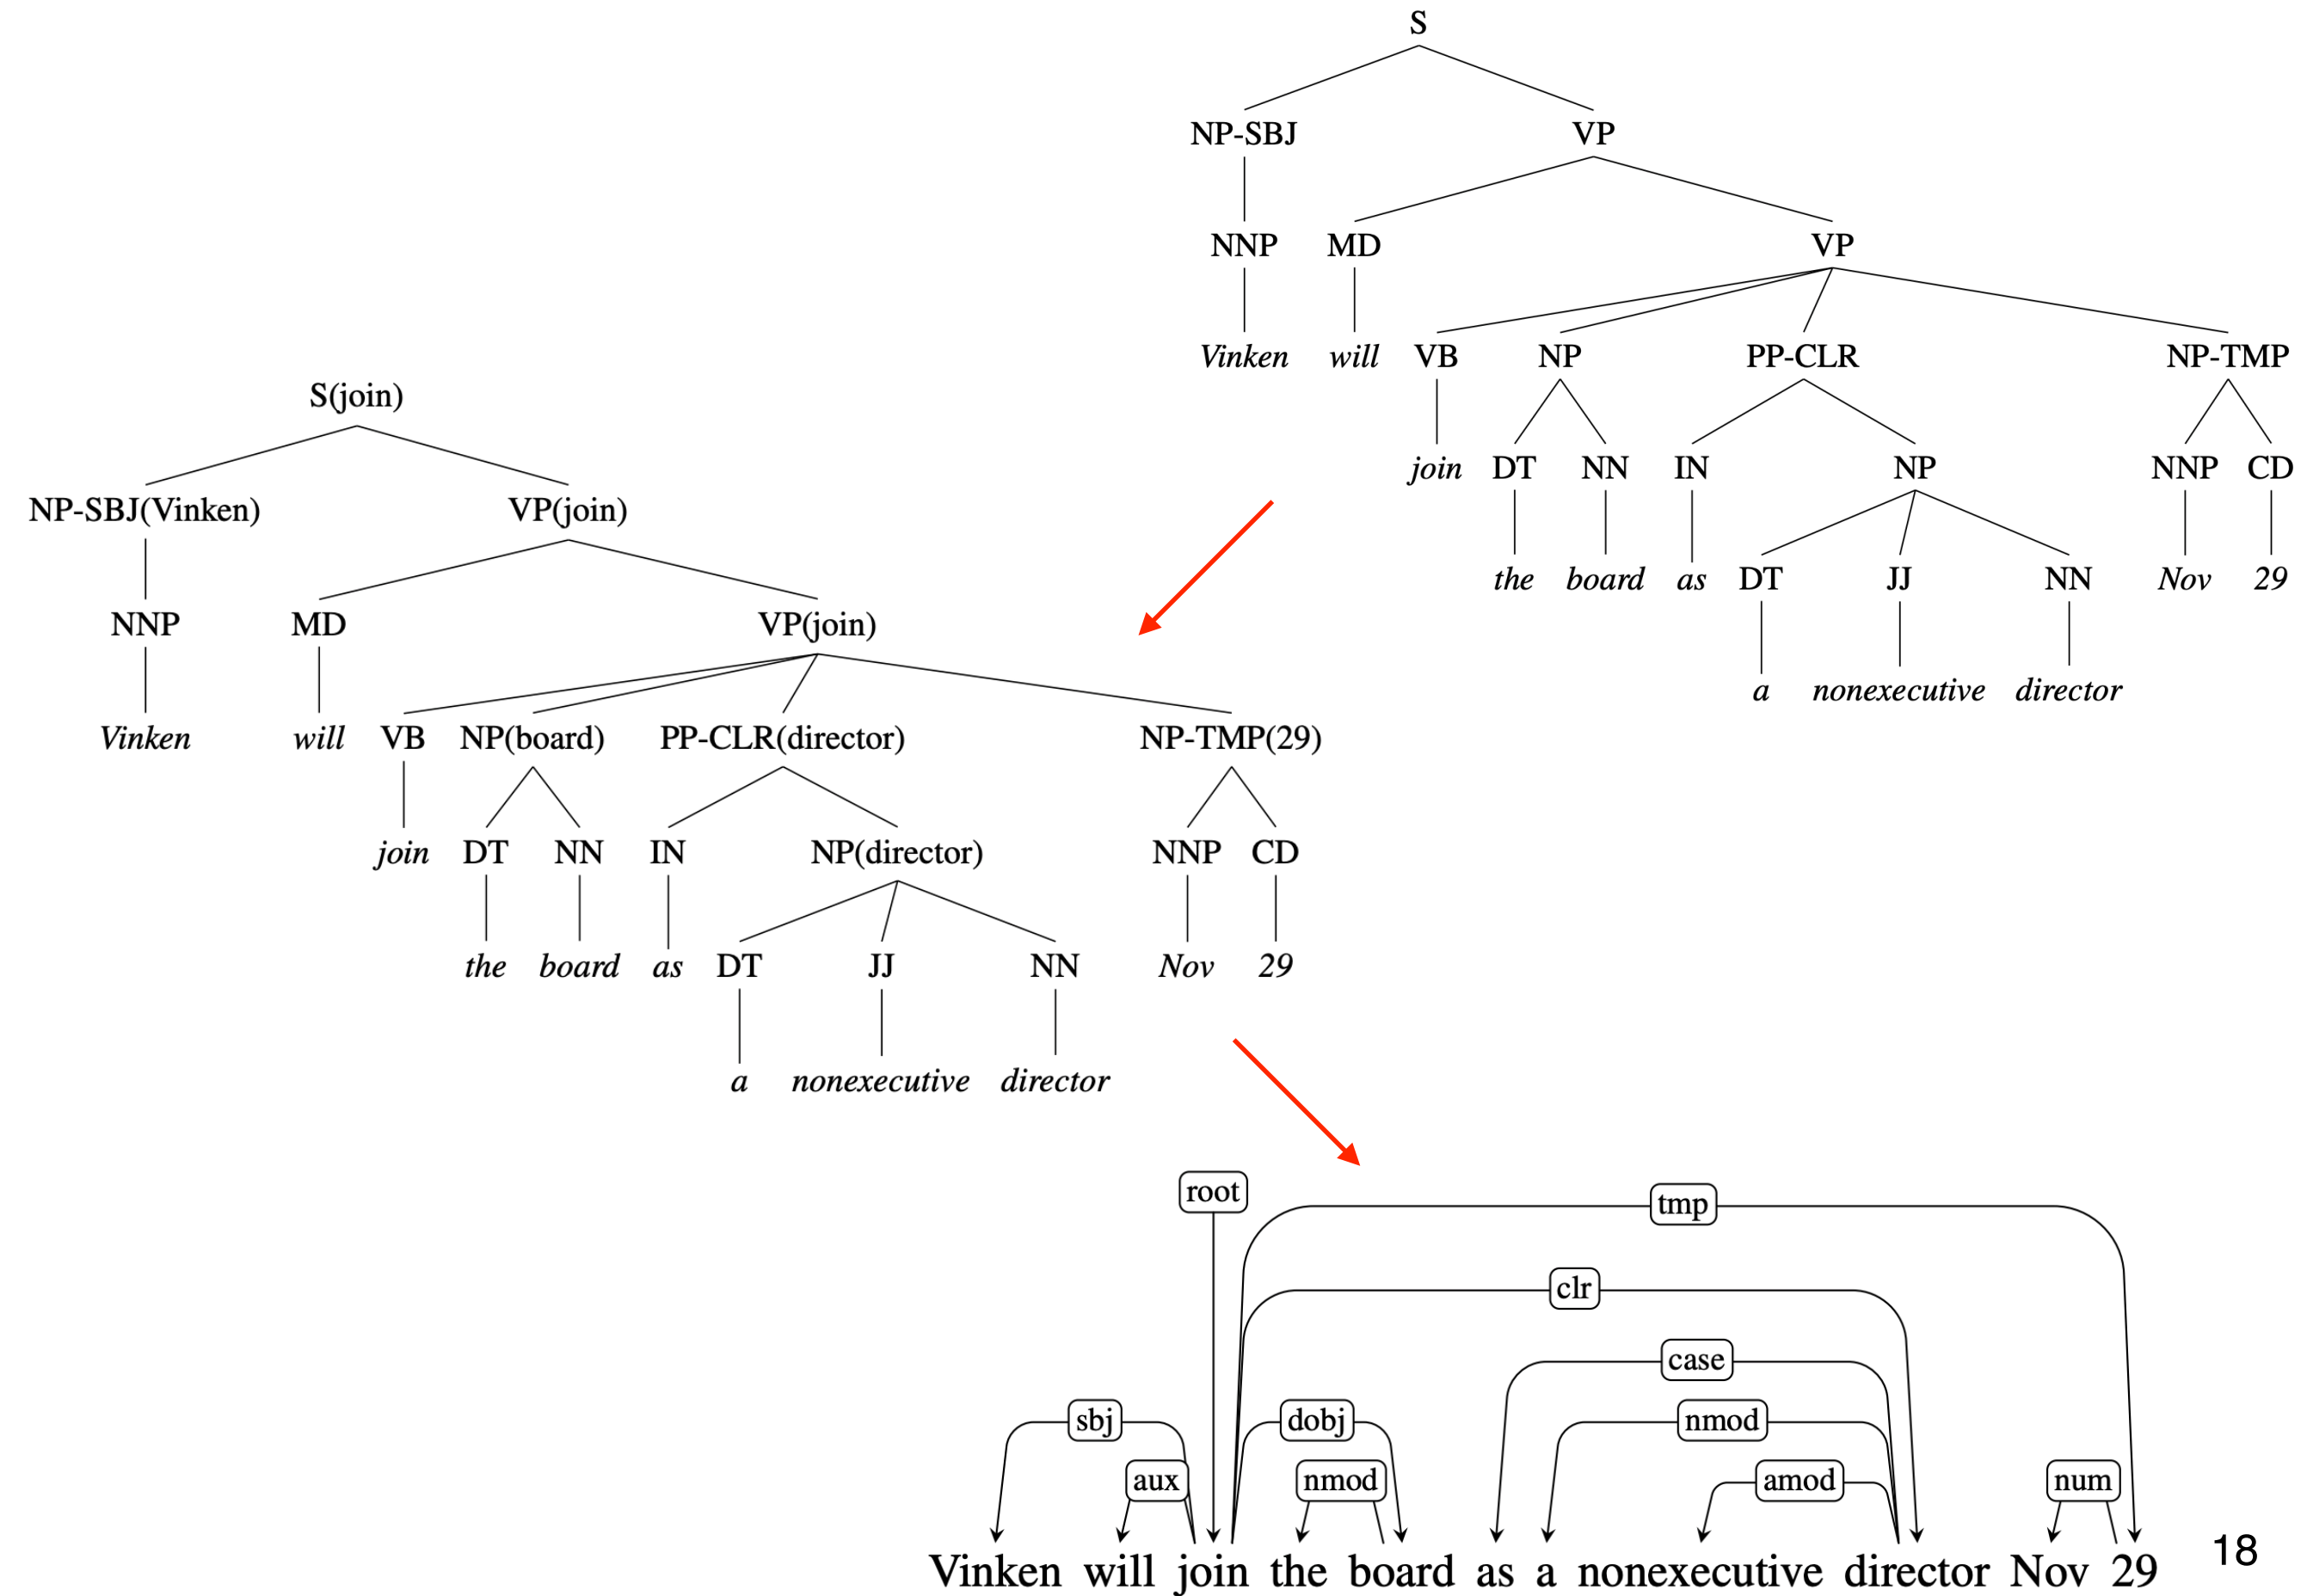 S
NP-SBJ VP
NNP MD VP
Vinken will VB NP PP-CLR NP-TMP
join DT NN IN NP NNP CD
the board as DT JJ NN Nov 29
a nonexecutive director
S(join)
NP-SBJ(Vinken) VP(join)
NNP MD VP(join)
Vinken will VB NP(board) PP-CLR(director) NP-TMP(29)
join DT NN IN NP(director) NNP CD
the board as DT JJ NN Nov 29
a nonexecutive director
root tmp
clr
case
sbj dobj nmod
aux nmod amod num
Vinken will join the board as a nonexecutive director Nov 29
18